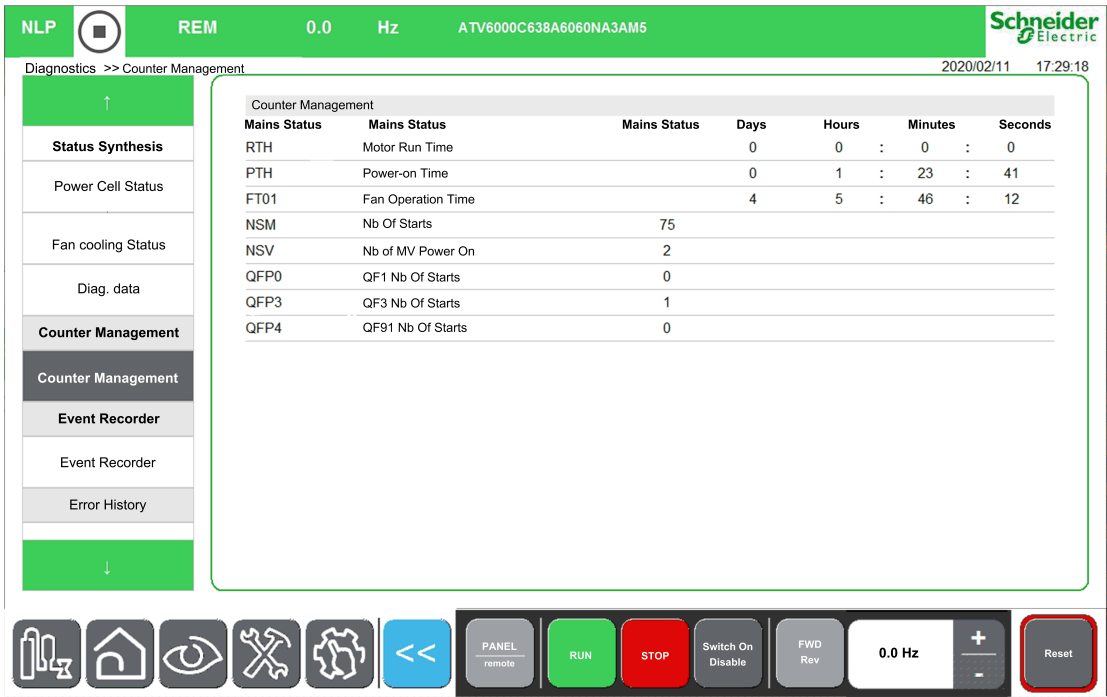 NLP REM 0.0 Hz ATV6000C638A6060NA3AM5 Schneider Electric
Diagnostics >> Counter Management 2020/02/11 17:29:18
↑
Status Synthesis
Power Cell Status
Fan cooling Status
Diag. data
Counter Management
Counter Management
Event Recorder
Event Recorder
Error History
↓
Counter Management
Mains Status Mains Status Mains Status Days Hours Minutes Seconds
RTH Motor Run Time 0 0 : 0 : 0
PTH Power-on Time 0 1 : 23 : 41
FT01 Fan Operation Time 4 5 : 46 : 12
NSM Nb Of Starts 75
NSV Nb of MV Power On 2
QFP0 QF1 Nb Of Starts 0
QFP3 QF3 Nb Of Starts 1
QFP4 QF91 Nb Of Starts 0
<<
PANEL
remote
RUN
STOP
Switch On
Disable
FWD
Rev
0.0 Hz
+
-
Reset